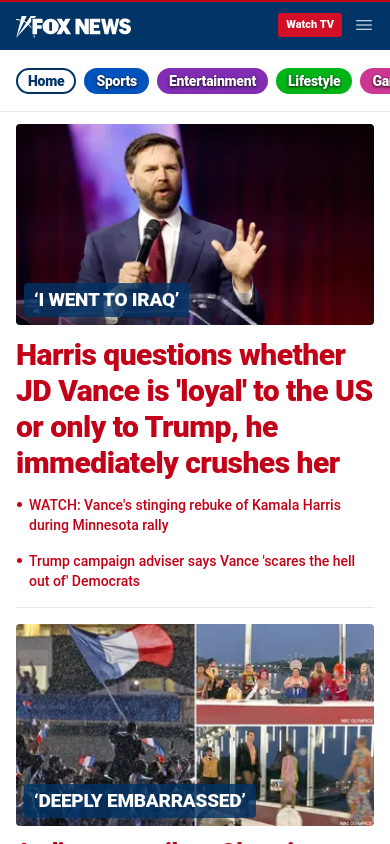 FOX NEWS
Watch TV
Home
Sports
Entertainment
Lifestyle
‘I WENT TO IRAQ’
Harris questions whether
JD Vance is 'loyal' to the US
or only to Trump, he
immediately crushes her
WATCH: Vance's stinging rebuke of Kamala Harris
during Minnesota rally
Trump campaign adviser says Vance 'scares the hell
out of' Democrats
NBC OLYMPICS
‘DEEPLY EMBARRASSED’
NBC OLYMPICS